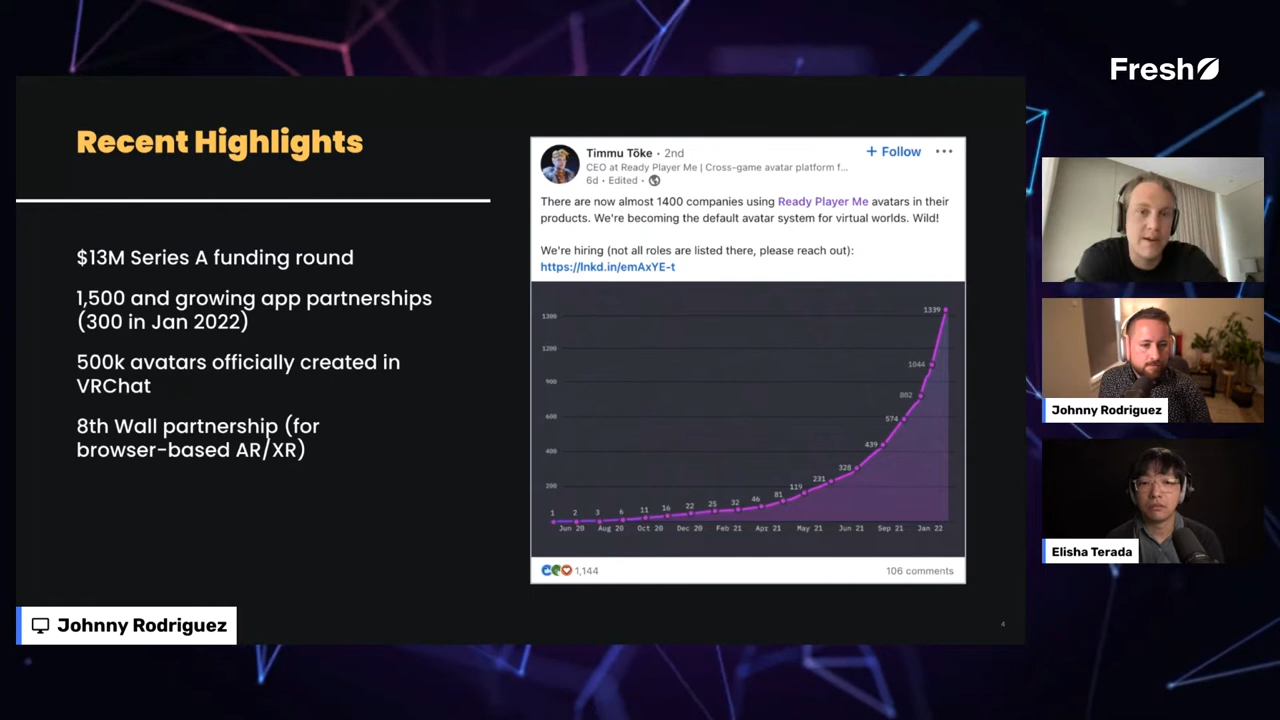 Fresh
Recent Highlights
$13M Series A funding round
1,500 and growing app partnerships
(300 in Jan 2022)
500k avatars officially created in
VRChat
8th Wall partnership (for
browser-based AR/XR)
Timmu Tõke · 2nd
+ Follow ···
CEO at Ready Player Me | Cross-game avatar platform f...
6d · Edited ·
There are now almost 1400 companies using Ready Player Me avatars in their
products. We're becoming the default avatar system for virtual worlds. Wild!
We're hiring (not all roles are listed there, please reach out):
https://lnkd.in/emAxYE-t
1300
1200
900
600
400
200
1 2 3 6 11 16 22 25 32 46 81 119 231 328 439 574 802 1044 1339
Jun 20 Aug 20 Oct 20 Dec 20 Feb 21 Apr 21 May 21 Jun 21 Sep 21 Jan 22
1,144
106 comments
4
Johnny Rodriguez
Johnny Rodriguez
Elisha Terada